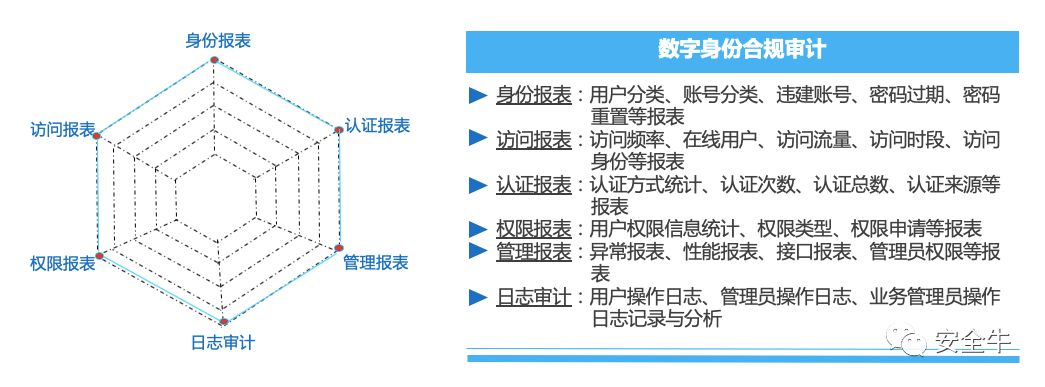 身份报表
访问报表
认证报表
权限报表
管理报表
日志审计
数字身份合规审计
身份报表：用户分类、账号分类、违建账号、密码过期、密码
重置等报表
访问报表：访问频率、在线用户、访问流量、访问时段、访问
身份等报表
认证报表：认证方式统计、认证次数、认证总数、认证来源等
报表
权限报表：用户权限信息统计、权限类型、权限申请等报表
管理报表：异常报表、性能报表、接口报表、管理员权限等报
表
日志审计：用户操作日志、管理员操作日志、业务管理员操作
日志记录与分析
安全牛